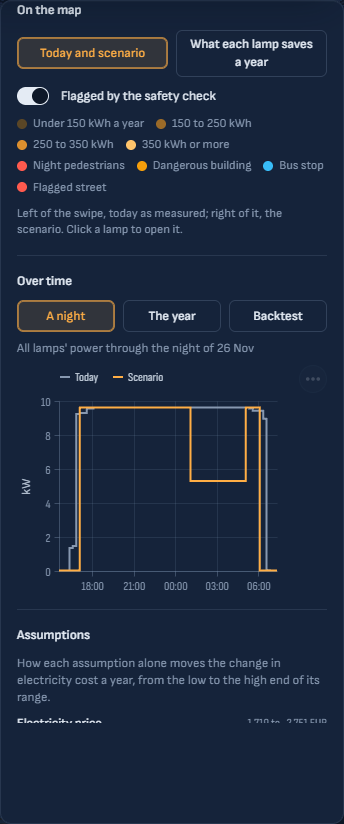 On the map
Today and scenario
What each lamp saves
a year
Flagged by the safety check
Under 150 kWh a year
150 to 250 kWh
250 to 350 kWh
350 kWh or more
Night pedestrians
Dangerous building
Bus stop
Flagged street
Left of the swipe, today as measured; right of it, the
scenario. Click a lamp to open it.
Over time
A night
The year
Backtest
All lamps' power through the night of 26 Nov
Today
Scenario
10
8
6
4
2
0
kW
18:00
21:00
00:00
03:00
06:00
Assumptions
How each assumption alone moves the change in
electricity cost a year, from the low to the high end of its
range.
Electricity price